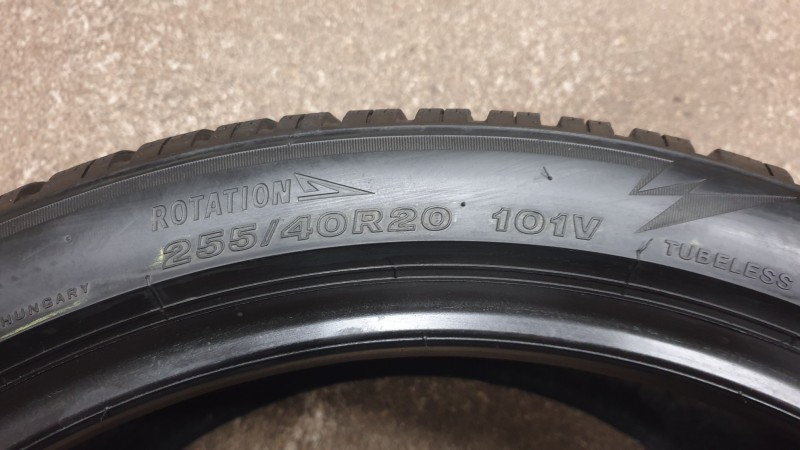 ROTATION
255/40R20 101V
TUBELESS
HUNGARY